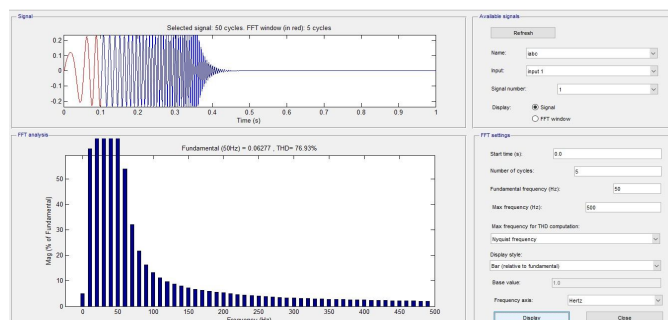 Signal
Selected signal: 50 cycles. FFT window (in red): 5 cycles
0.2
0.1
0
-0.1
-0.2
0 0.1 0.2 0.3 0.4 0.5 0.6 0.7 0.8 0.9 1
Time (s)
FFT analysis
Fundamental (50Hz) = 0.06277 , THD= 76.93%
Mag (% of Fundamental)
50
40
30
20
10
0
0 50 100 150 200 250 300 350 400 450 500
Frequency (Hz)
Available signals
Refresh
Name: iabc
Input: input 1
Signal number: 1
Display: Signal
FFT window
FFT settings
Start time (s): 0.0
Number of cycles: 5
Fundamental frequency (Hz): 50
Max frequency (Hz): 500
Max frequency for THD computation:
Nyquist frequency
Display style:
Bar (relative to fundamental)
Base value: 1.0
Frequency axis: Hertz
Display Close